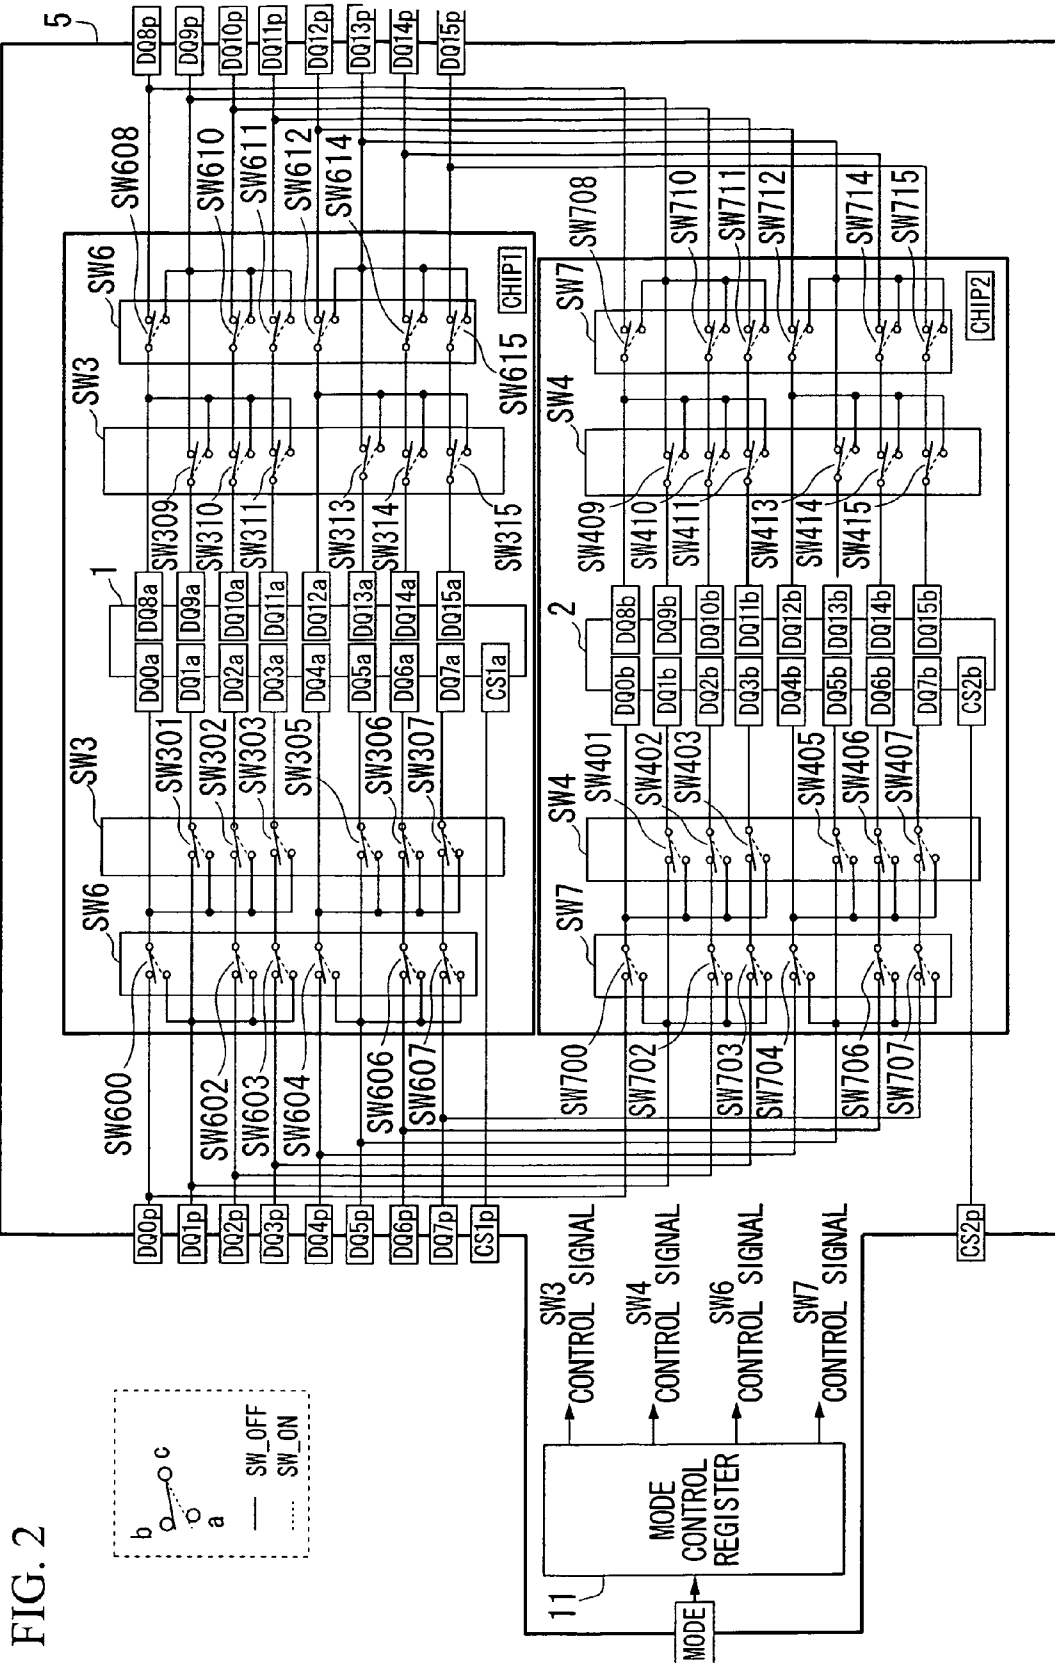 FIG. 2
b
c
a
SW_OFF
SW_ON
5
DQ8p
DQ9p
DQ10p
DQ11p
DQ12p
DQ13p
DQ14p
DQ15p
SW608
SW610
SW611
SW612
SW614
SW6
SW615
CHIP1
SW3
SW309
SW310
SW311
SW313
SW314
SW315
1
DQ8a
DQ9a
DQ10a
DQ11a
DQ12a
DQ13a
DQ14a
DQ15a
DQ0a
DQ1a
DQ2a
DQ3a
DQ4a
DQ5a
DQ6a
DQ7a
CS1a
SW3
SW301
SW302
SW303
SW305
SW306
SW307
SW6
SW600
SW602
SW603
SW604
SW606
SW607
DQ0p
DQ1p
DQ2p
DQ3p
DQ4p
DQ5p
DQ6p
DQ7p
CS1p
SW708
SW710
SW711
SW712
SW714
SW715
SW7
CHIP2
SW4
SW409
SW410
SW411
SW413
SW414
SW415
2
DQ8b
DQ9b
DQ10b
DQ11b
DQ12b
DQ13b
DQ14b
DQ15b
DQ0b
DQ1b
DQ2b
DQ3b
DQ4b
DQ5b
DQ6b
DQ7b
CS2b
SW4
SW401
SW402
SW403
SW405
SW406
SW407
SW7
SW700
SW702
SW703
SW704
SW706
SW707
CS2p
SW3
CONTROL SIGNAL
SW4
CONTROL SIGNAL
SW6
CONTROL SIGNAL
SW7
CONTROL SIGNAL
MODE
CONTROL
REGISTER
11
MODE